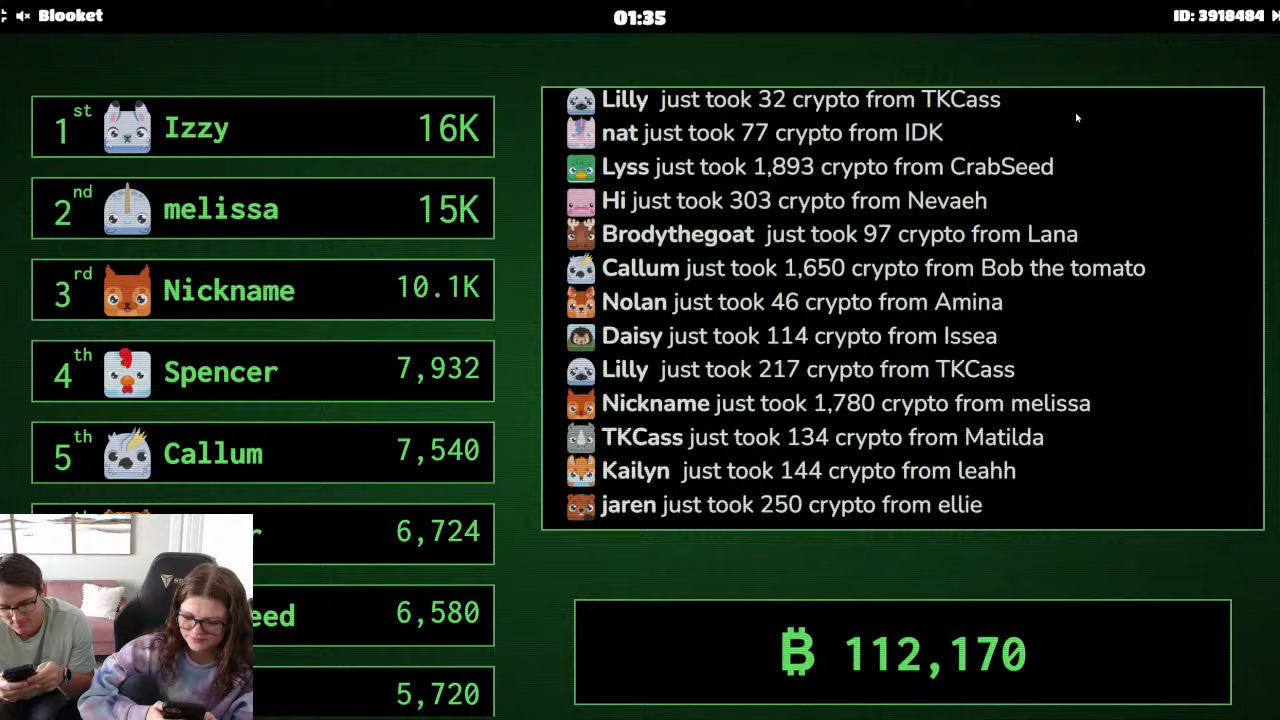 Blooket
01:35
ID: 3918484
1st Izzy 16K
2nd melissa 15K
3rd Nickname 10.1K
4th Spencer 7,932
5th Callum 7,540
6,724
eed 6,580
5,720
Lilly just took 32 crypto from TKCass
nat just took 77 crypto from IDK
Lyss just took 1,893 crypto from CrabSeed
Hi just took 303 crypto from Nevaeh
Brodythegoat just took 97 crypto from Lana
Callum just took 1,650 crypto from Bob the tomato
Nolan just took 46 crypto from Amina
Daisy just took 114 crypto from Issea
Lilly just took 217 crypto from TKCass
Nickname just took 1,780 crypto from melissa
TKCass just took 134 crypto from Matilda
Kailyn just took 144 crypto from leahh
jaren just took 250 crypto from ellie
₿ 112,170